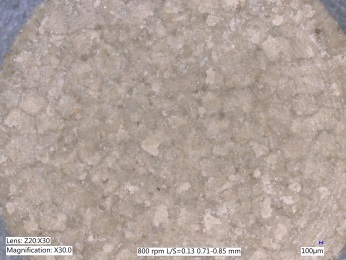 Lens: Z20:X30
Magnification: X30.0
800 rpm L/S=0.13 0.71-0.85 mm
100μm